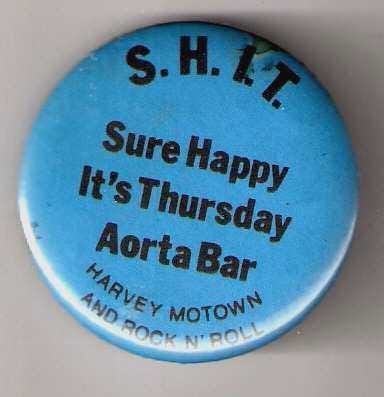 S. H. I. T.
Sure Happy
It's Thursday
Aorta Bar
HARVEY MOTOWN
AND ROCK N' ROLL